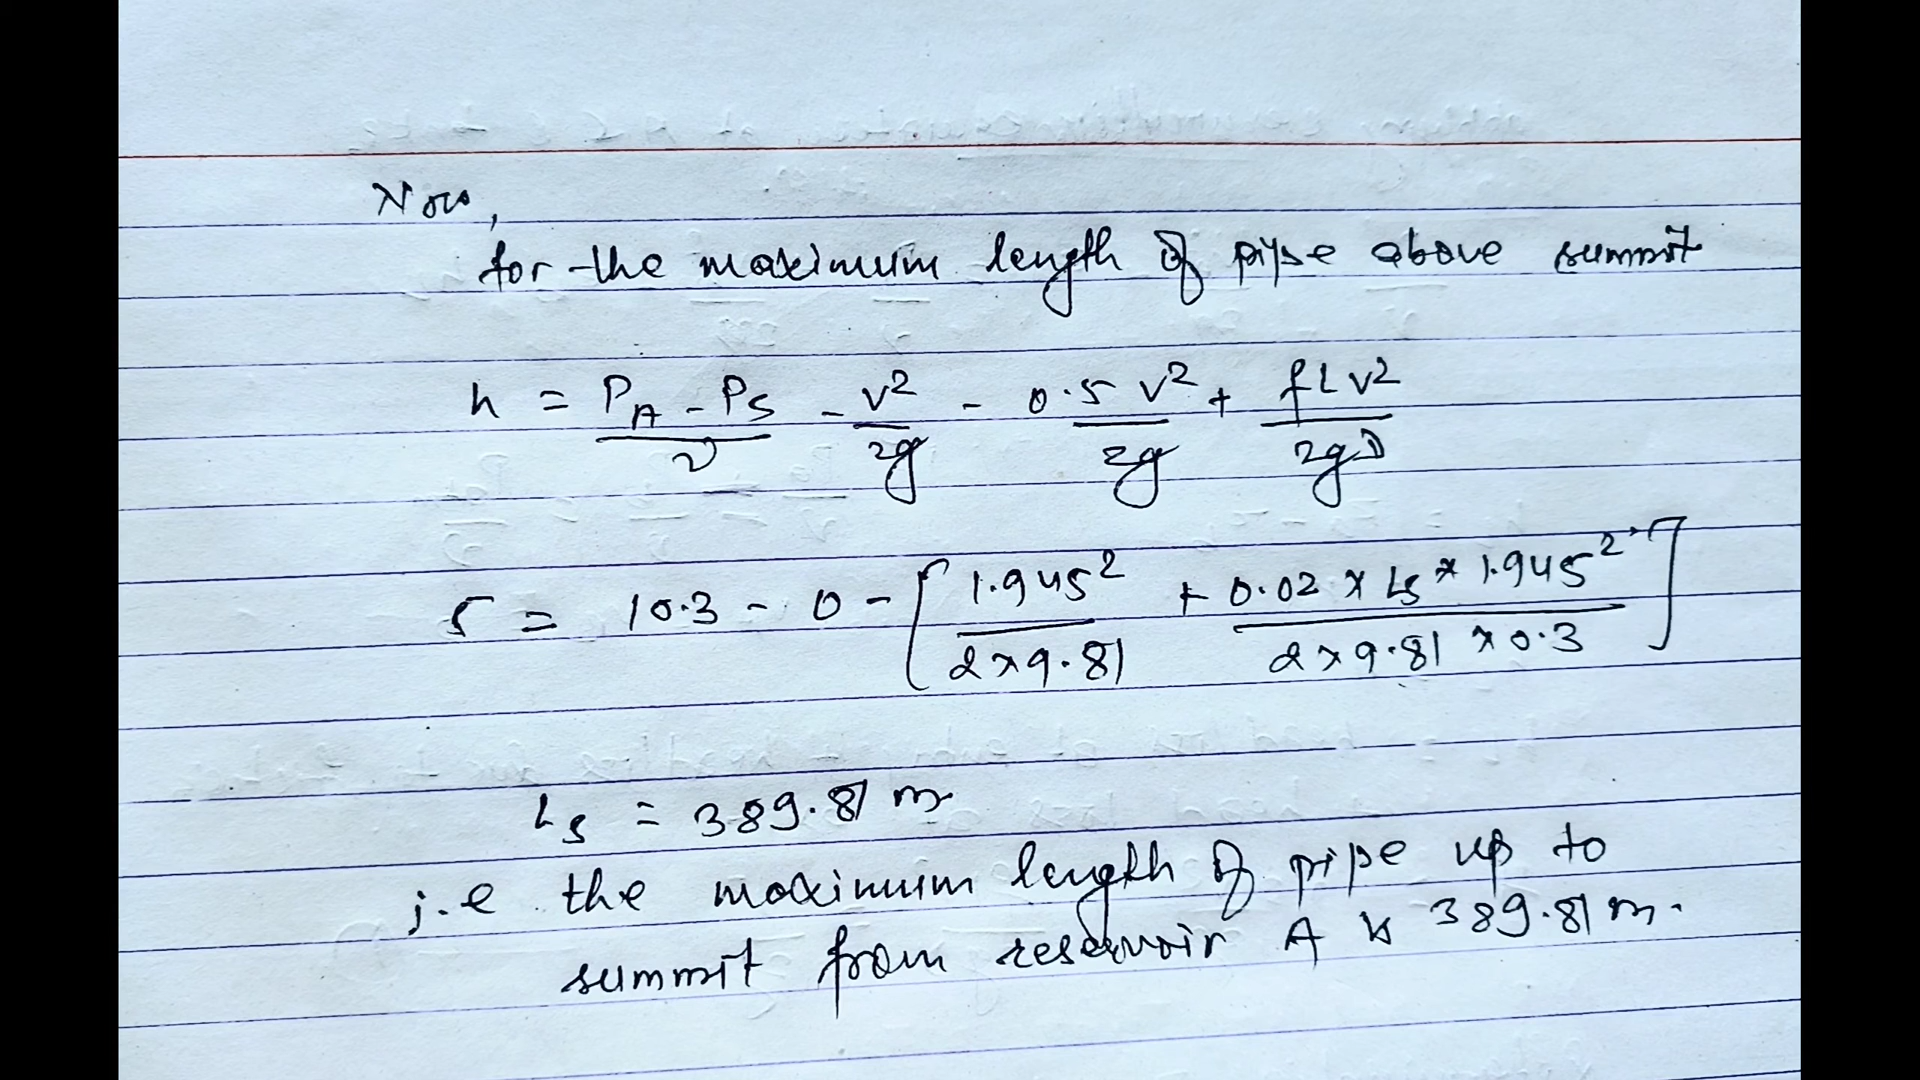 Now,
for the maximum length of pipe above summit
h = PA - PS / γ - v² / 2g - 0.5 v² / 2g + fLv² / 2gD
5 = 10.3 - 0 - [ 1.945² / 2×9.81 + 0.02 × Ls × 1.945² / 2×9.81 × 0.3 ]
Ls = 389.81 m
i.e the maximum length of pipe up to
summit from reservoir A is 389.81 m.